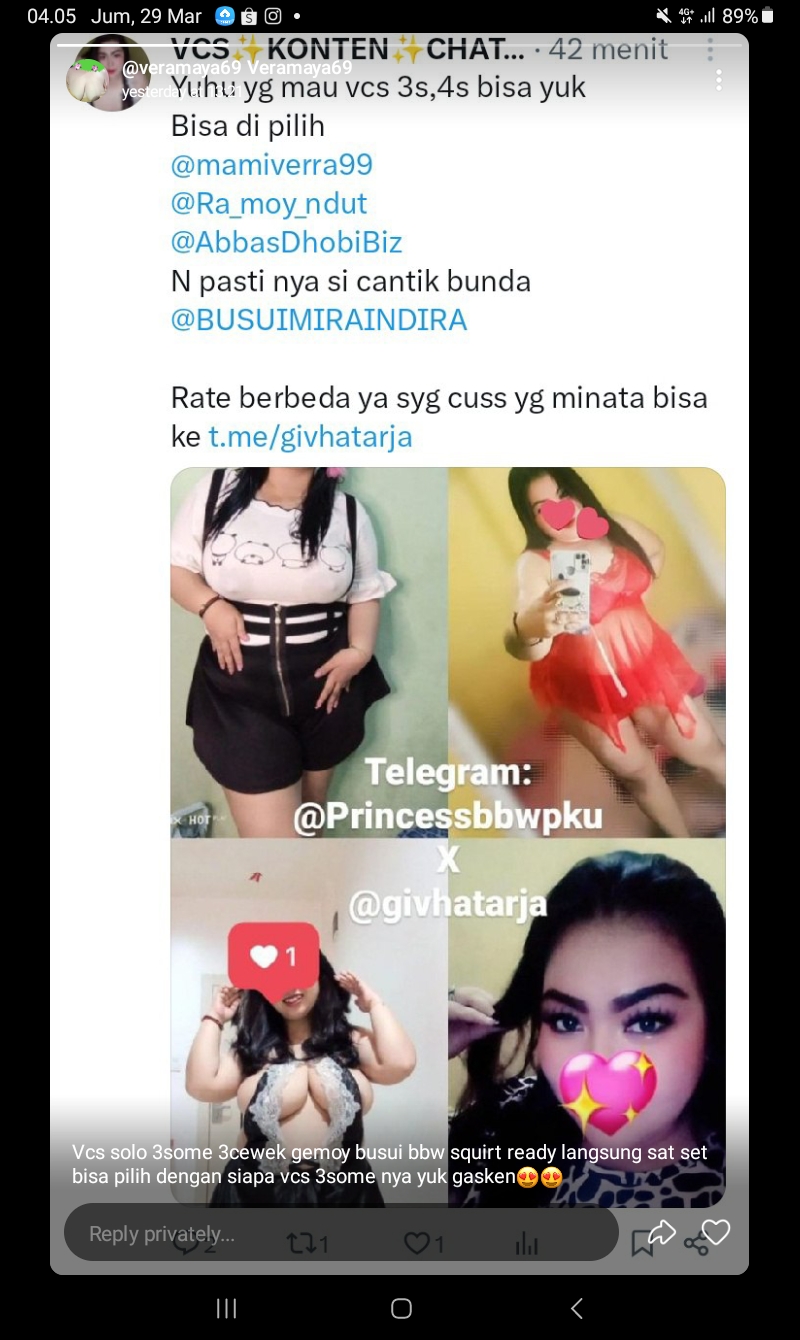 04.05 Jum, 29 Mar 89%
VCS✨KONTEN✨CHAT... · 42 menit
@veramaya69 Veramaya69
Yuhu yg mau vcs 3s,4s bisa yuk
yesterday at
Bisa di pilih
@mamiverra99
@Ra_moy_ndut
@AbbasDhobiBiz
N pasti nya si cantik bunda
@BUSUIMIRAINDIRA
Rate berbeda ya syg cuss yg minata bisa
ke t.me/givhatarja
Telegram:
@Princessbbwpku
X
@givhatarja
HOT
1
Vcs solo 3some 3cewek gemoy busui bbw squirt ready langsung sat set
bisa pilih dengan siapa vcs 3some nya yuk gasken😍😍
Reply privately...
2 1 1